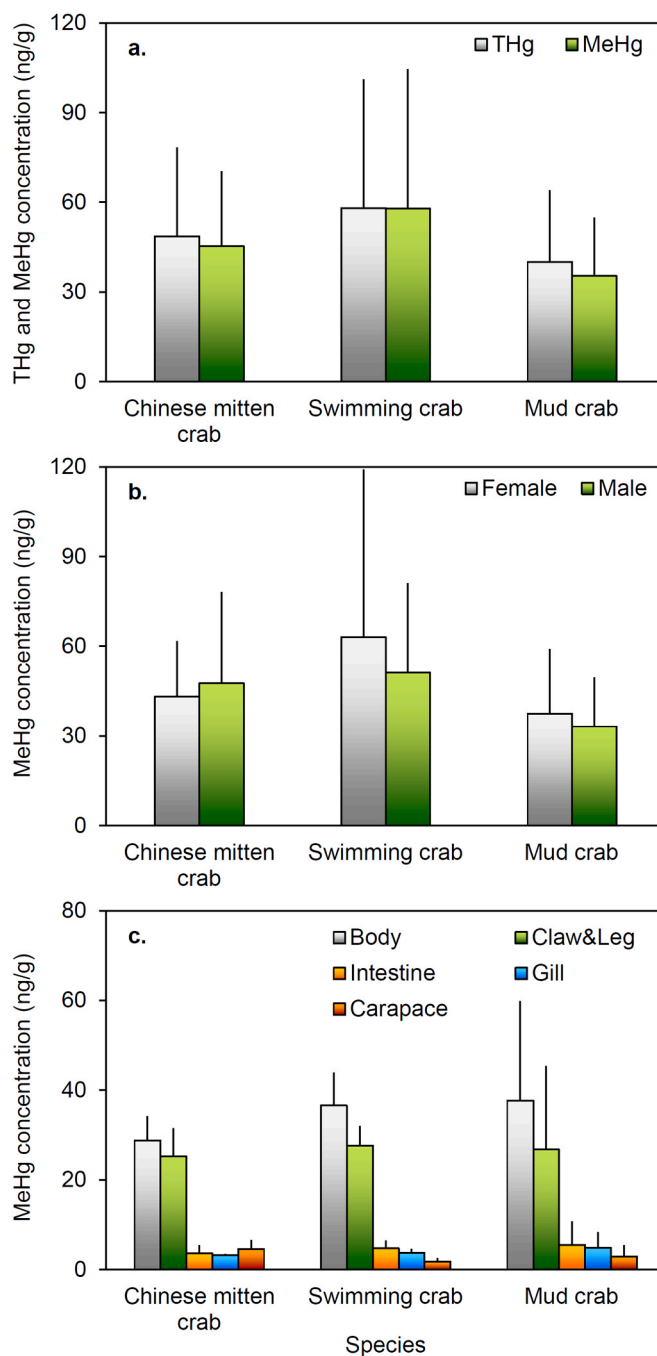 a.
THg MeHg
THg and MeHg concentration (ng/g)
120
90
60
30
0
Chinese mitten
crab
Swimming crab
Mud crab
b.
Female Male
MeHg concentration (ng/g)
120
90
60
30
0
Chinese mitten
crab
Swimming crab
Mud crab
c.
Body Claw&Leg
Intestine Gill
Carapace
MeHg concentration (ng/g)
80
60
40
20
0
Chinese mitten
crab
Swimming crab
Mud crab
Species